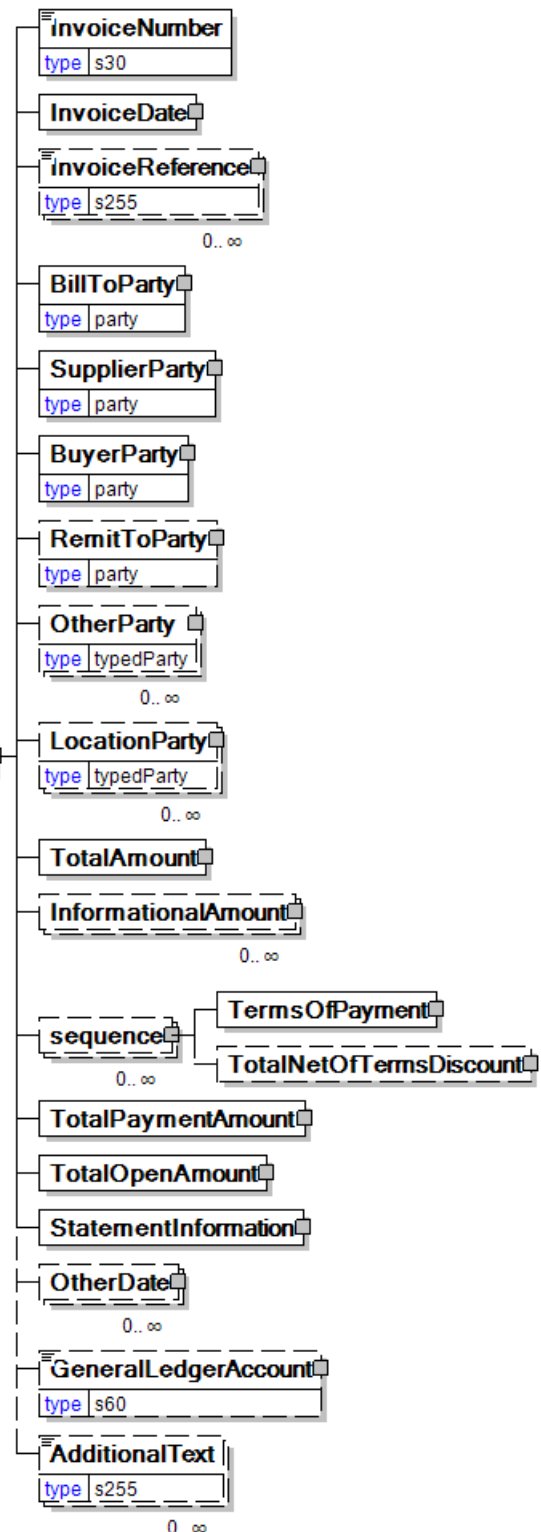 InvoiceNumber
type s30
InvoiceDate
InvoiceReference
type s255
0.. ∞
BillToParty
type party
SupplierParty
type party
BuyerParty
type party
RemitToParty
type party
OtherParty
type typedParty
0.. ∞
LocationParty
type typedParty
0.. ∞
TotalAmount
InformationalAmount
0.. ∞
TermsOfPayment
sequence
TotalNetOfTermsDiscount
0.. ∞
TotalPaymentAmount
TotalOpenAmount
StatementInformation
OtherDate
0.. ∞
GeneralLedgerAccount
type s60
AdditionalText
type s255
0.. ∞